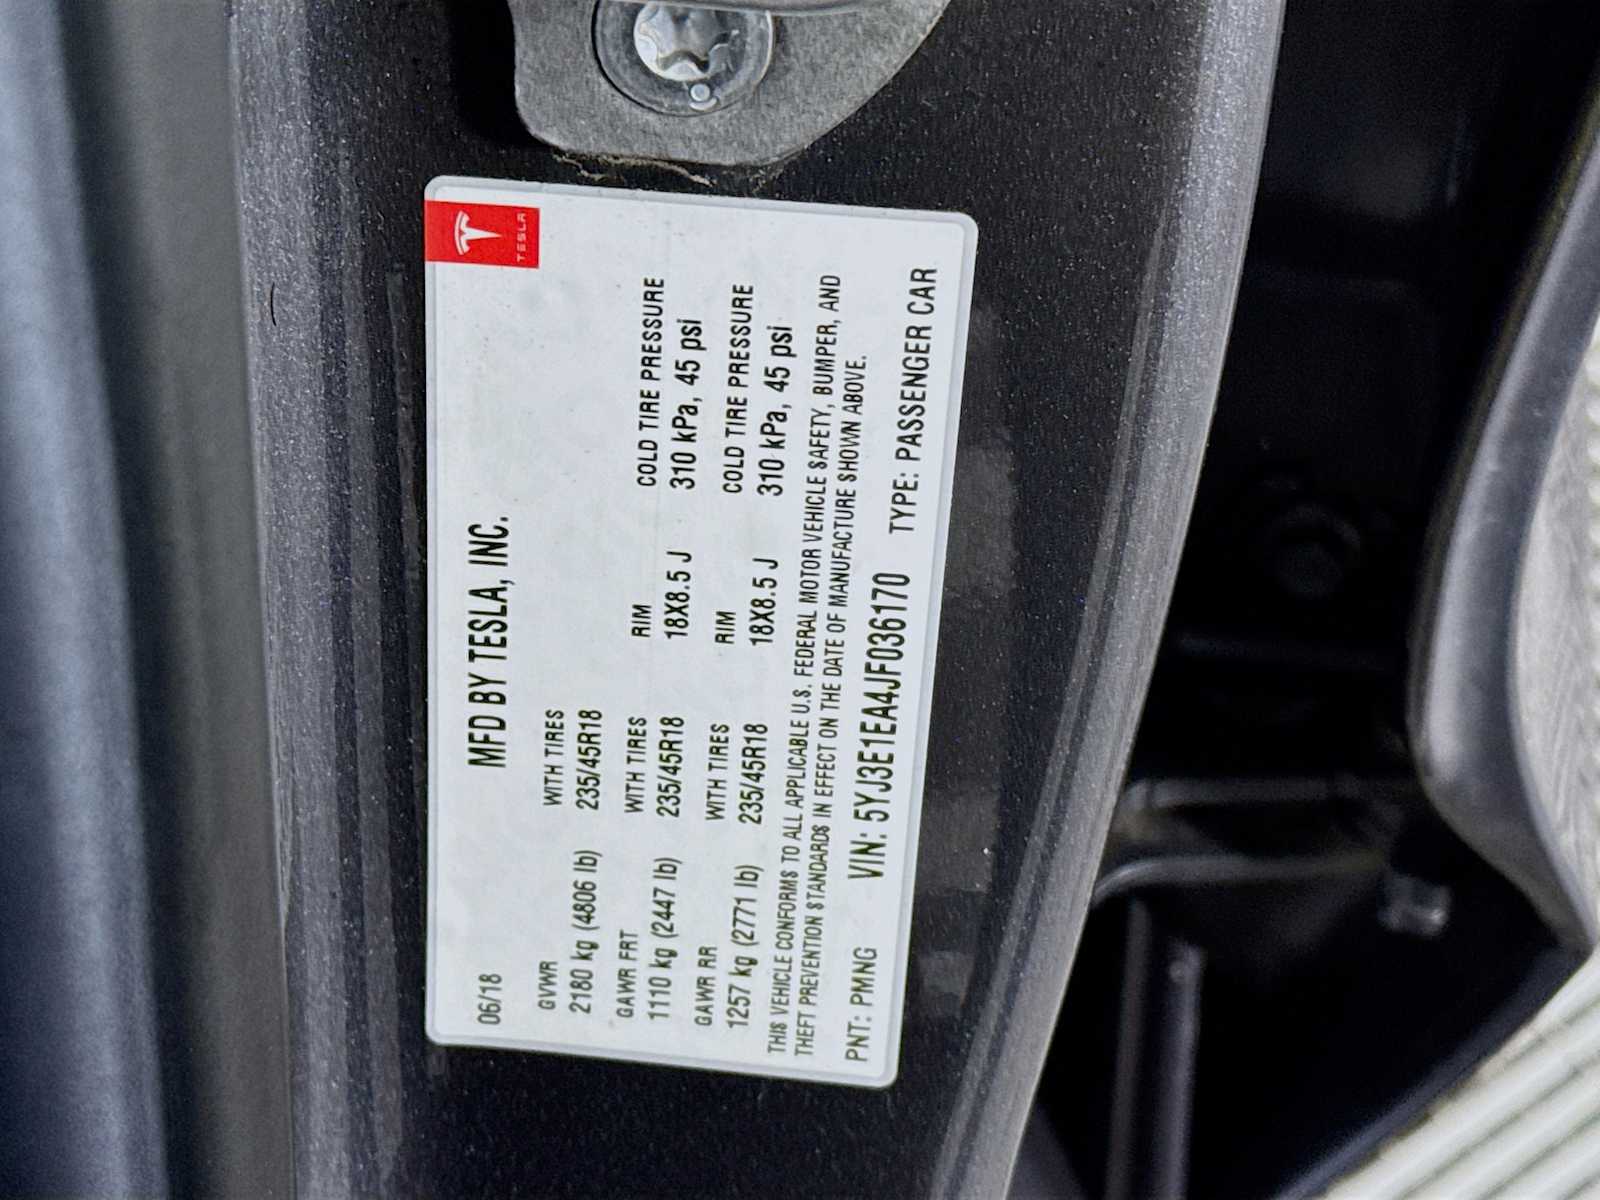 TESLA
MFD BY TESLA, INC.
06/18
GVWR WITH TIRES
2180 kg (4806 lb) 235/45R18
GAWR FRT WITH TIRES RIM COLD TIRE PRESSURE
1110 kg (2447 lb) 235/45R18 18X8.5 J 310 kPa, 45 psi
GAWR RR WITH TIRES RIM COLD TIRE PRESSURE
1257 kg (2771 lb) 235/45R18 18X8.5 J 310 kPa, 45 psi
THIS VEHICLE CONFORMS TO ALL APPLICABLE U.S. FEDERAL MOTOR VEHICLE SAFETY, BUMPER, AND
THEFT PREVENTION STANDARDS IN EFFECT ON THE DATE OF MANUFACTURE SHOWN ABOVE.
PNT: PMNG VIN: 5YJ3E1EA4JF036170 TYPE: PASSENGER CAR